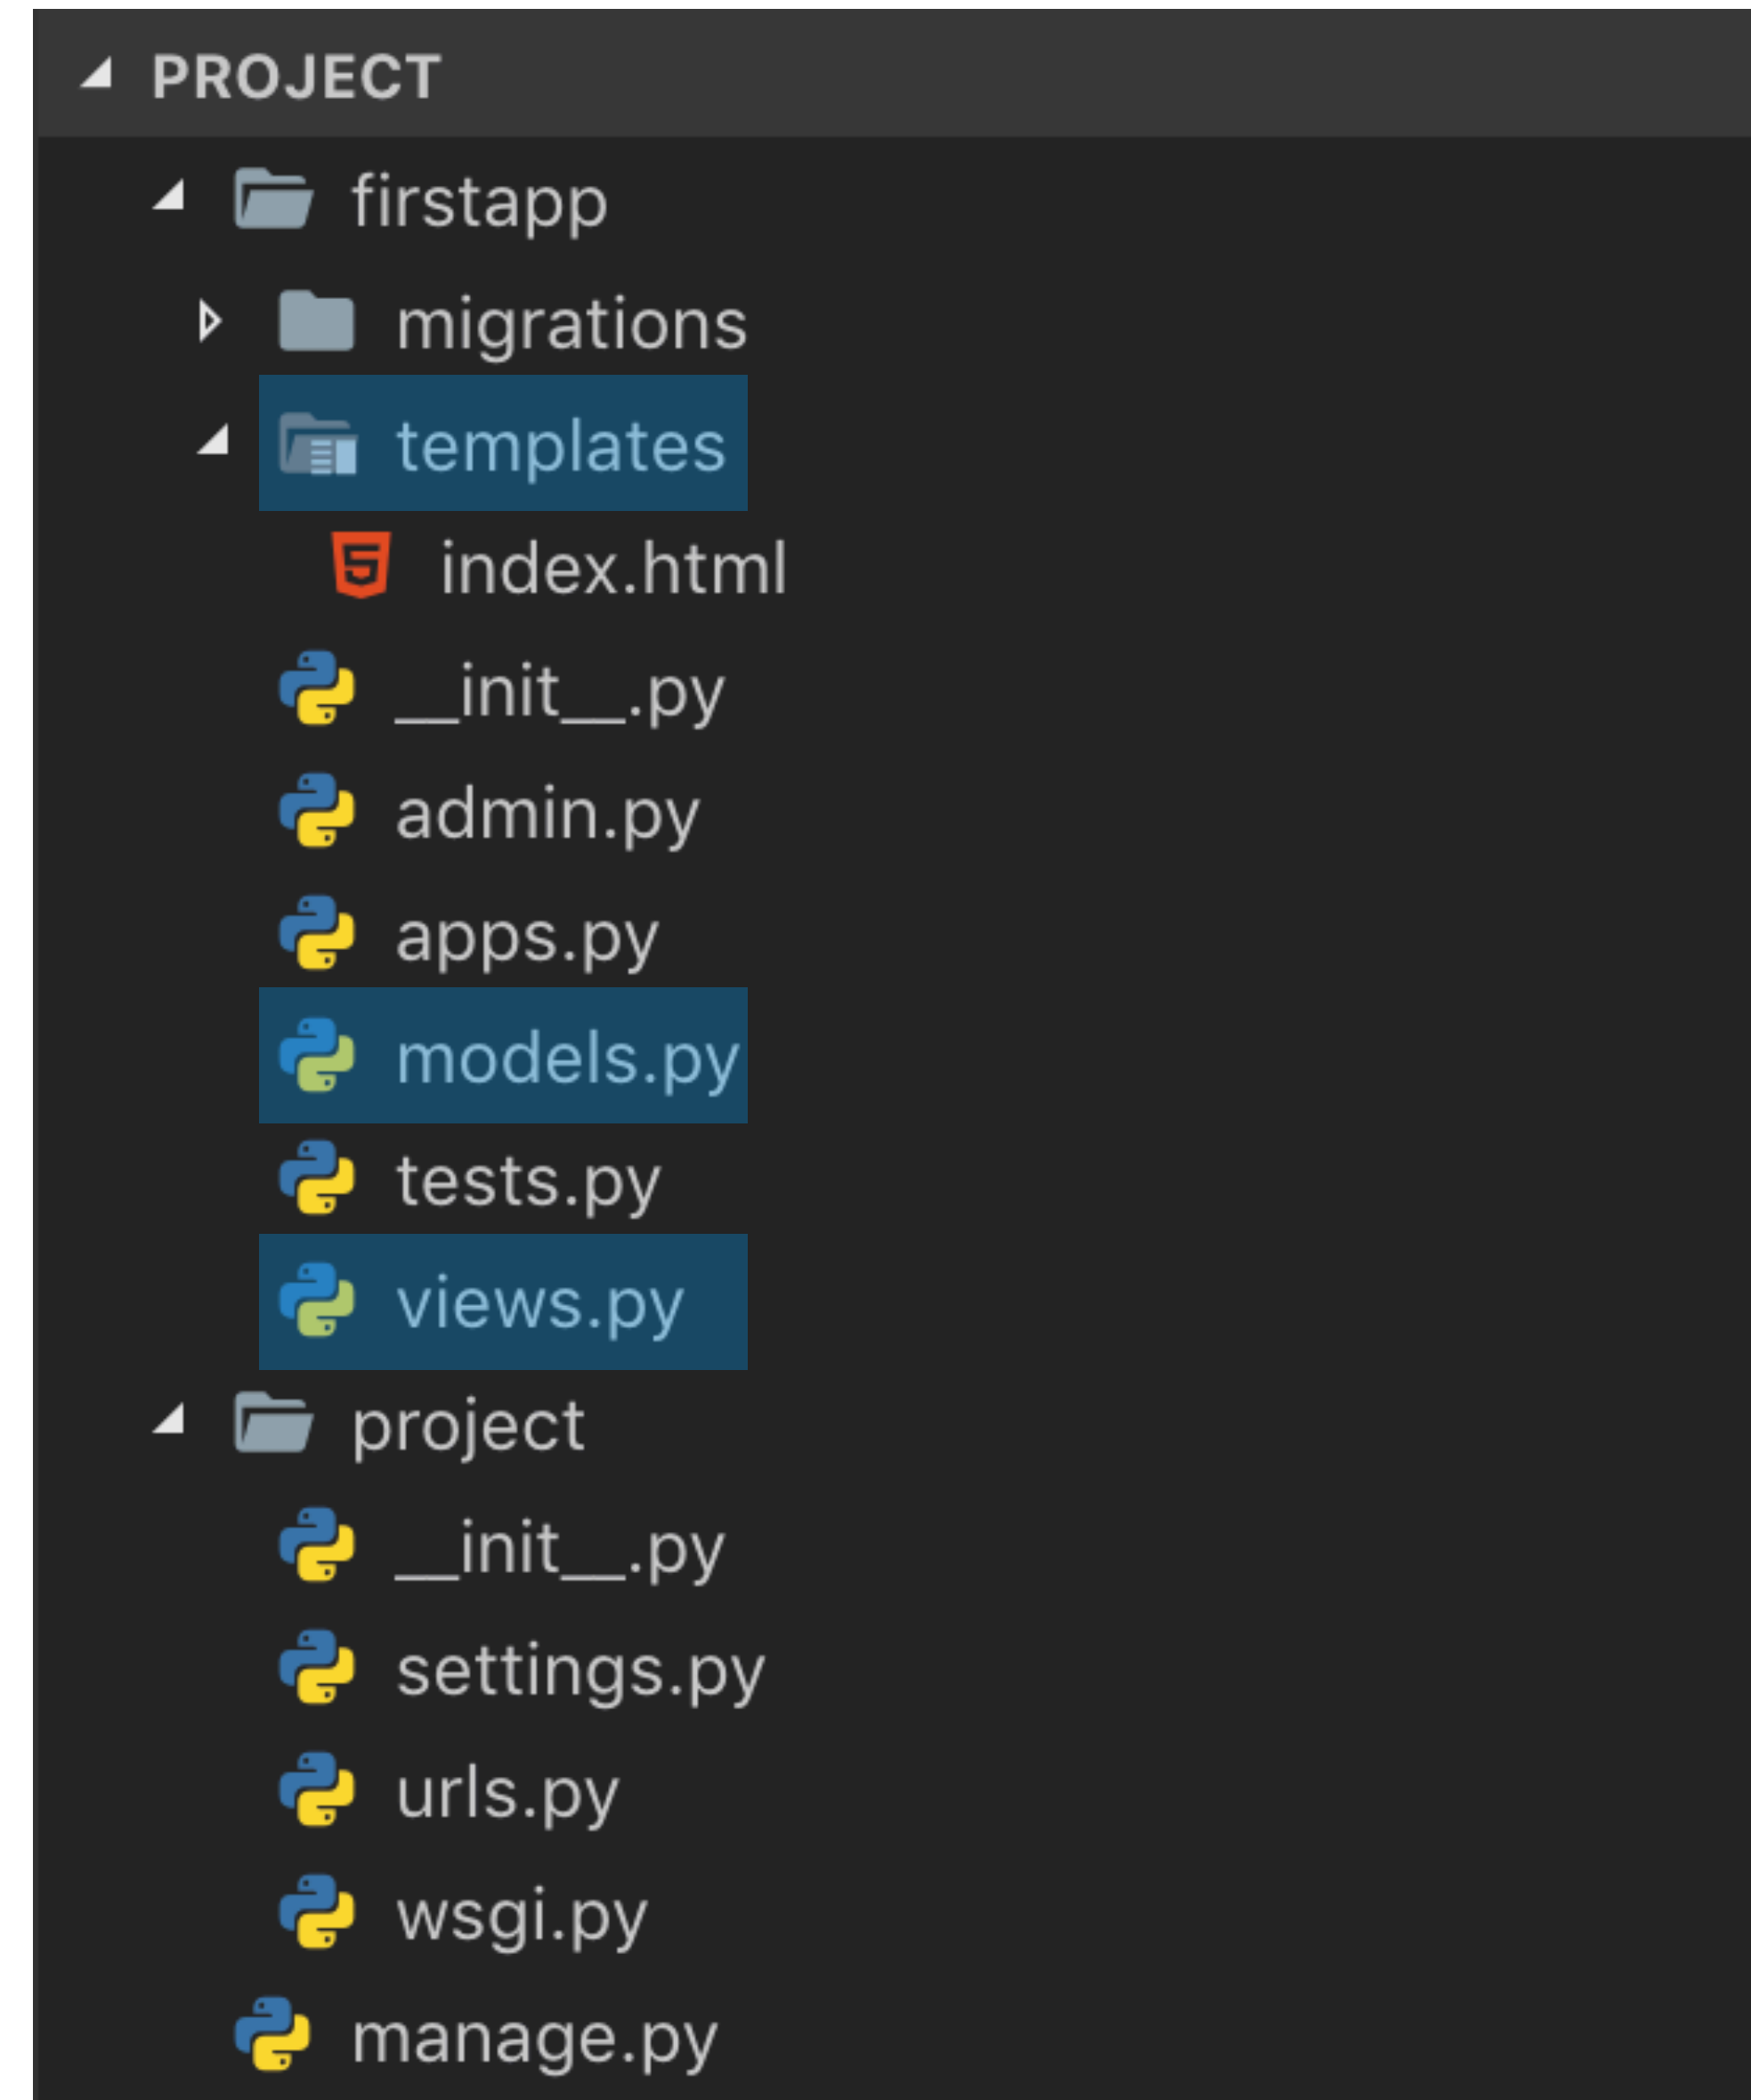 PROJECT
firstapp
migrations
templates
index.html
__init__.py
admin.py
apps.py
models.py
tests.py
views.py
project
__init__.py
settings.py
urls.py
wsgi.py
manage.py